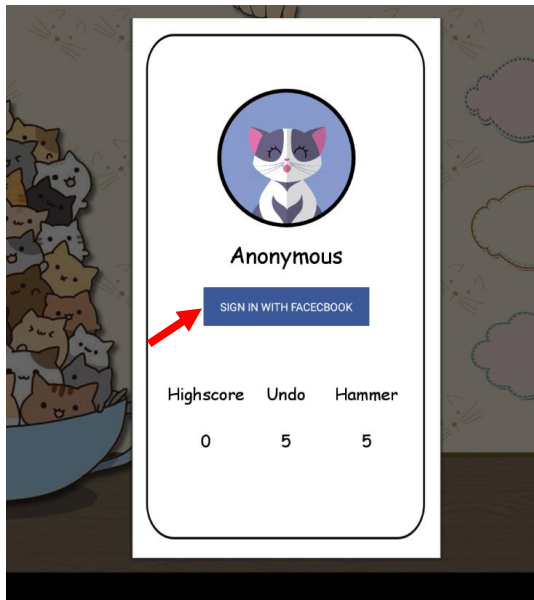 Anonymous
SIGN IN WITH FACECBOOK
Highscore Undo Hammer
0 5 5